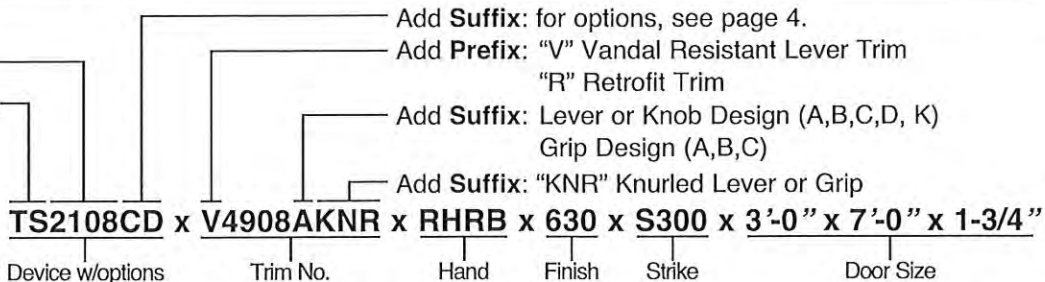 Add Suffix: for options, see page 4.
Add Prefix: “V” Vandal Resistant Lever Trim
“R” Retrofit Trim
Add Suffix: Lever or Knob Design (A,B,C,D, K)
Grip Design (A,B,C)
Add Suffix: “KNR” Knurled Lever or Grip
TS2108CD x V4908AKNR x RHRB x 630 x S300 x 3'-0" x 7'-0" x 1-3/4"
Device w/options Trim No. Hand Finish Strike Door Size